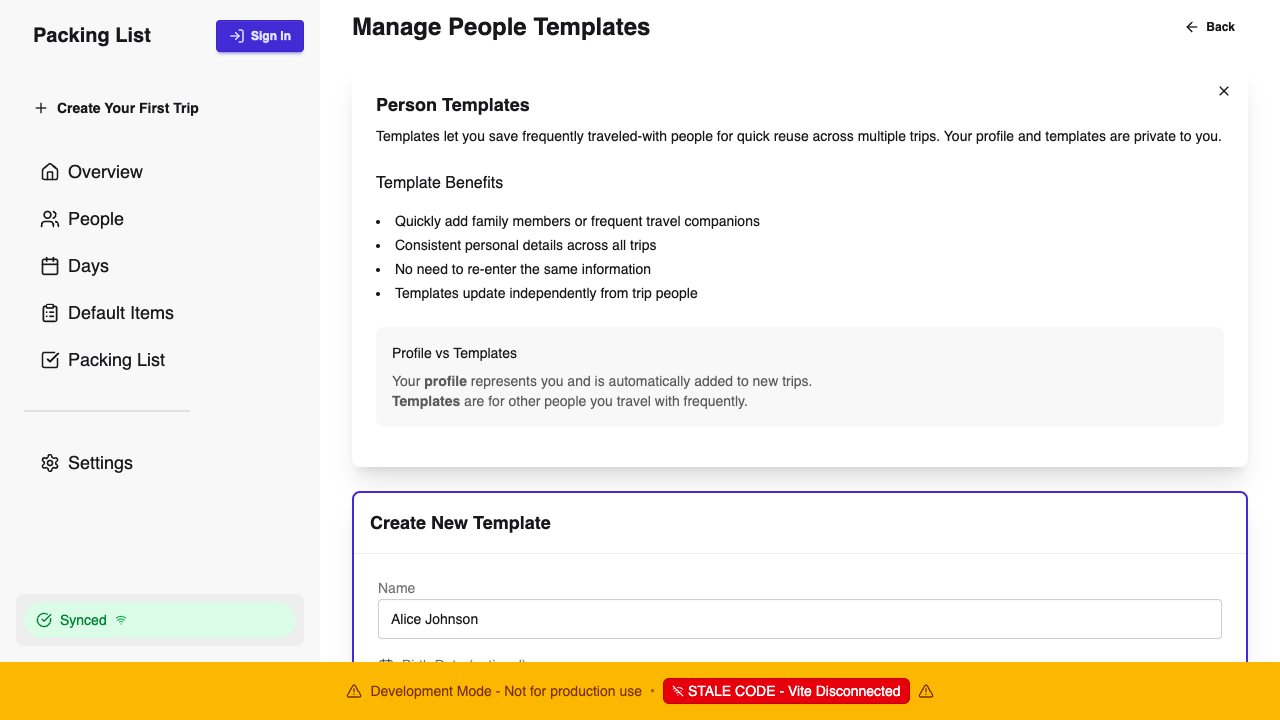 Packing List
Sign In
Create Your First Trip
Overview
People
Days
Default Items
Packing List
Settings
Synced
Manage People Templates
Back
Person Templates
Templates let you save frequently traveled-with people for quick reuse across multiple trips. Your profile and templates are private to you.
Template Benefits
Quickly add family members or frequent travel companions
Consistent personal details across all trips
No need to re-enter the same information
Templates update independently from trip people
Profile vs Templates
Your profile represents you and is automatically added to new trips.
Templates are for other people you travel with frequently.
Create New Template
Name
Alice Johnson
Birth Date (optional)
Development Mode - Not for production use • STALE CODE - Vite Disconnected